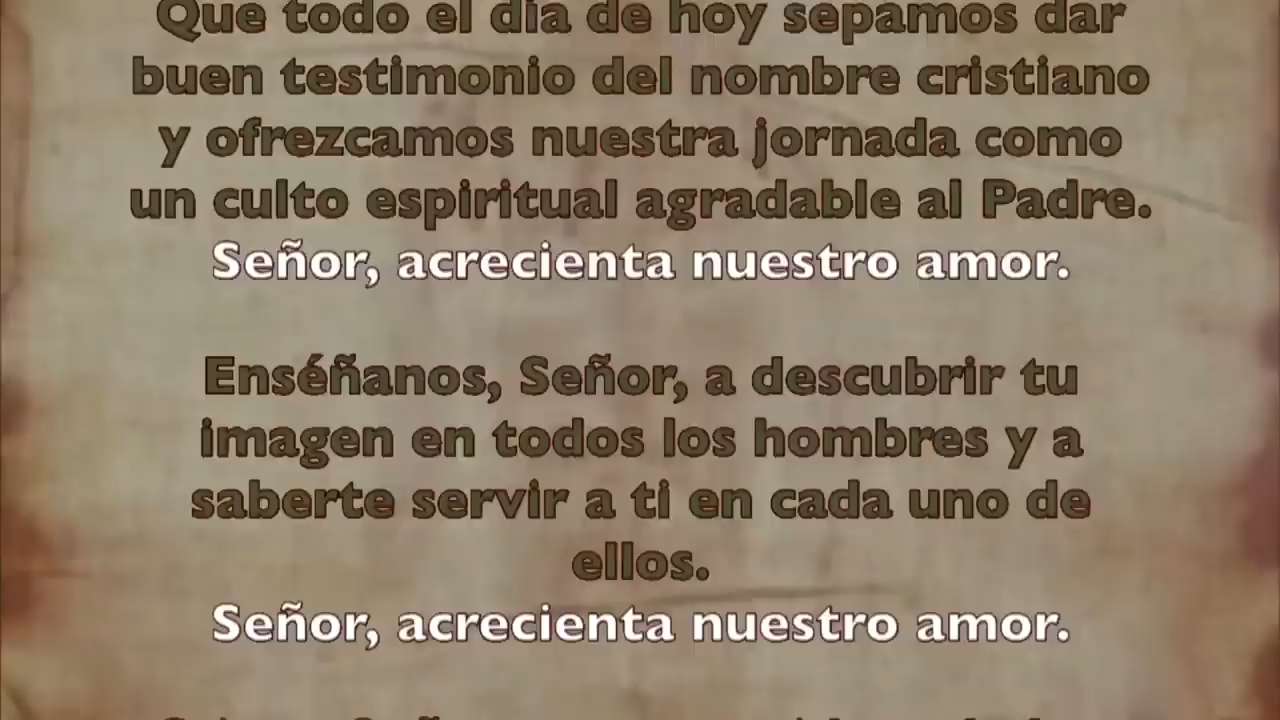 Que todo el día de hoy sepamos dar
buen testimonio del nombre cristiano
y ofrezcamos nuestra jornada como
un culto espiritual agradable al Padre.
Señor, acrecienta nuestro amor.
Enséñanos, Señor, a descubrir tu
imagen en todos los hombres y a
saberte servir a ti en cada uno de
ellos.
Señor, acrecienta nuestro amor.